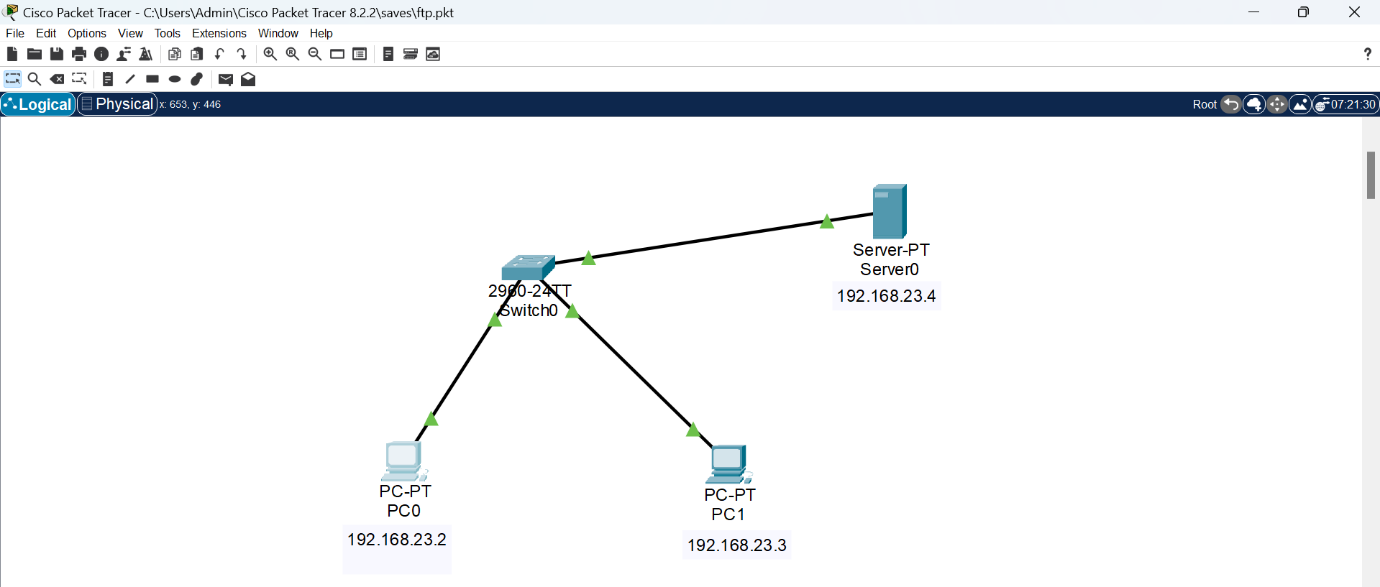 Cisco Packet Tracer - C:\Users\Admin\Cisco Packet Tracer 8.2.2\saves\ftp.pkt
File Edit Options View Tools Extensions Window Help
?
Logical Physical x: 653, y: 446 Root 07:21:30
Server-PT
Server0
192.168.23.4
2960-24TT
Switch0
PC-PT
PC0
192.168.23.2
PC-PT
PC1
192.168.23.3